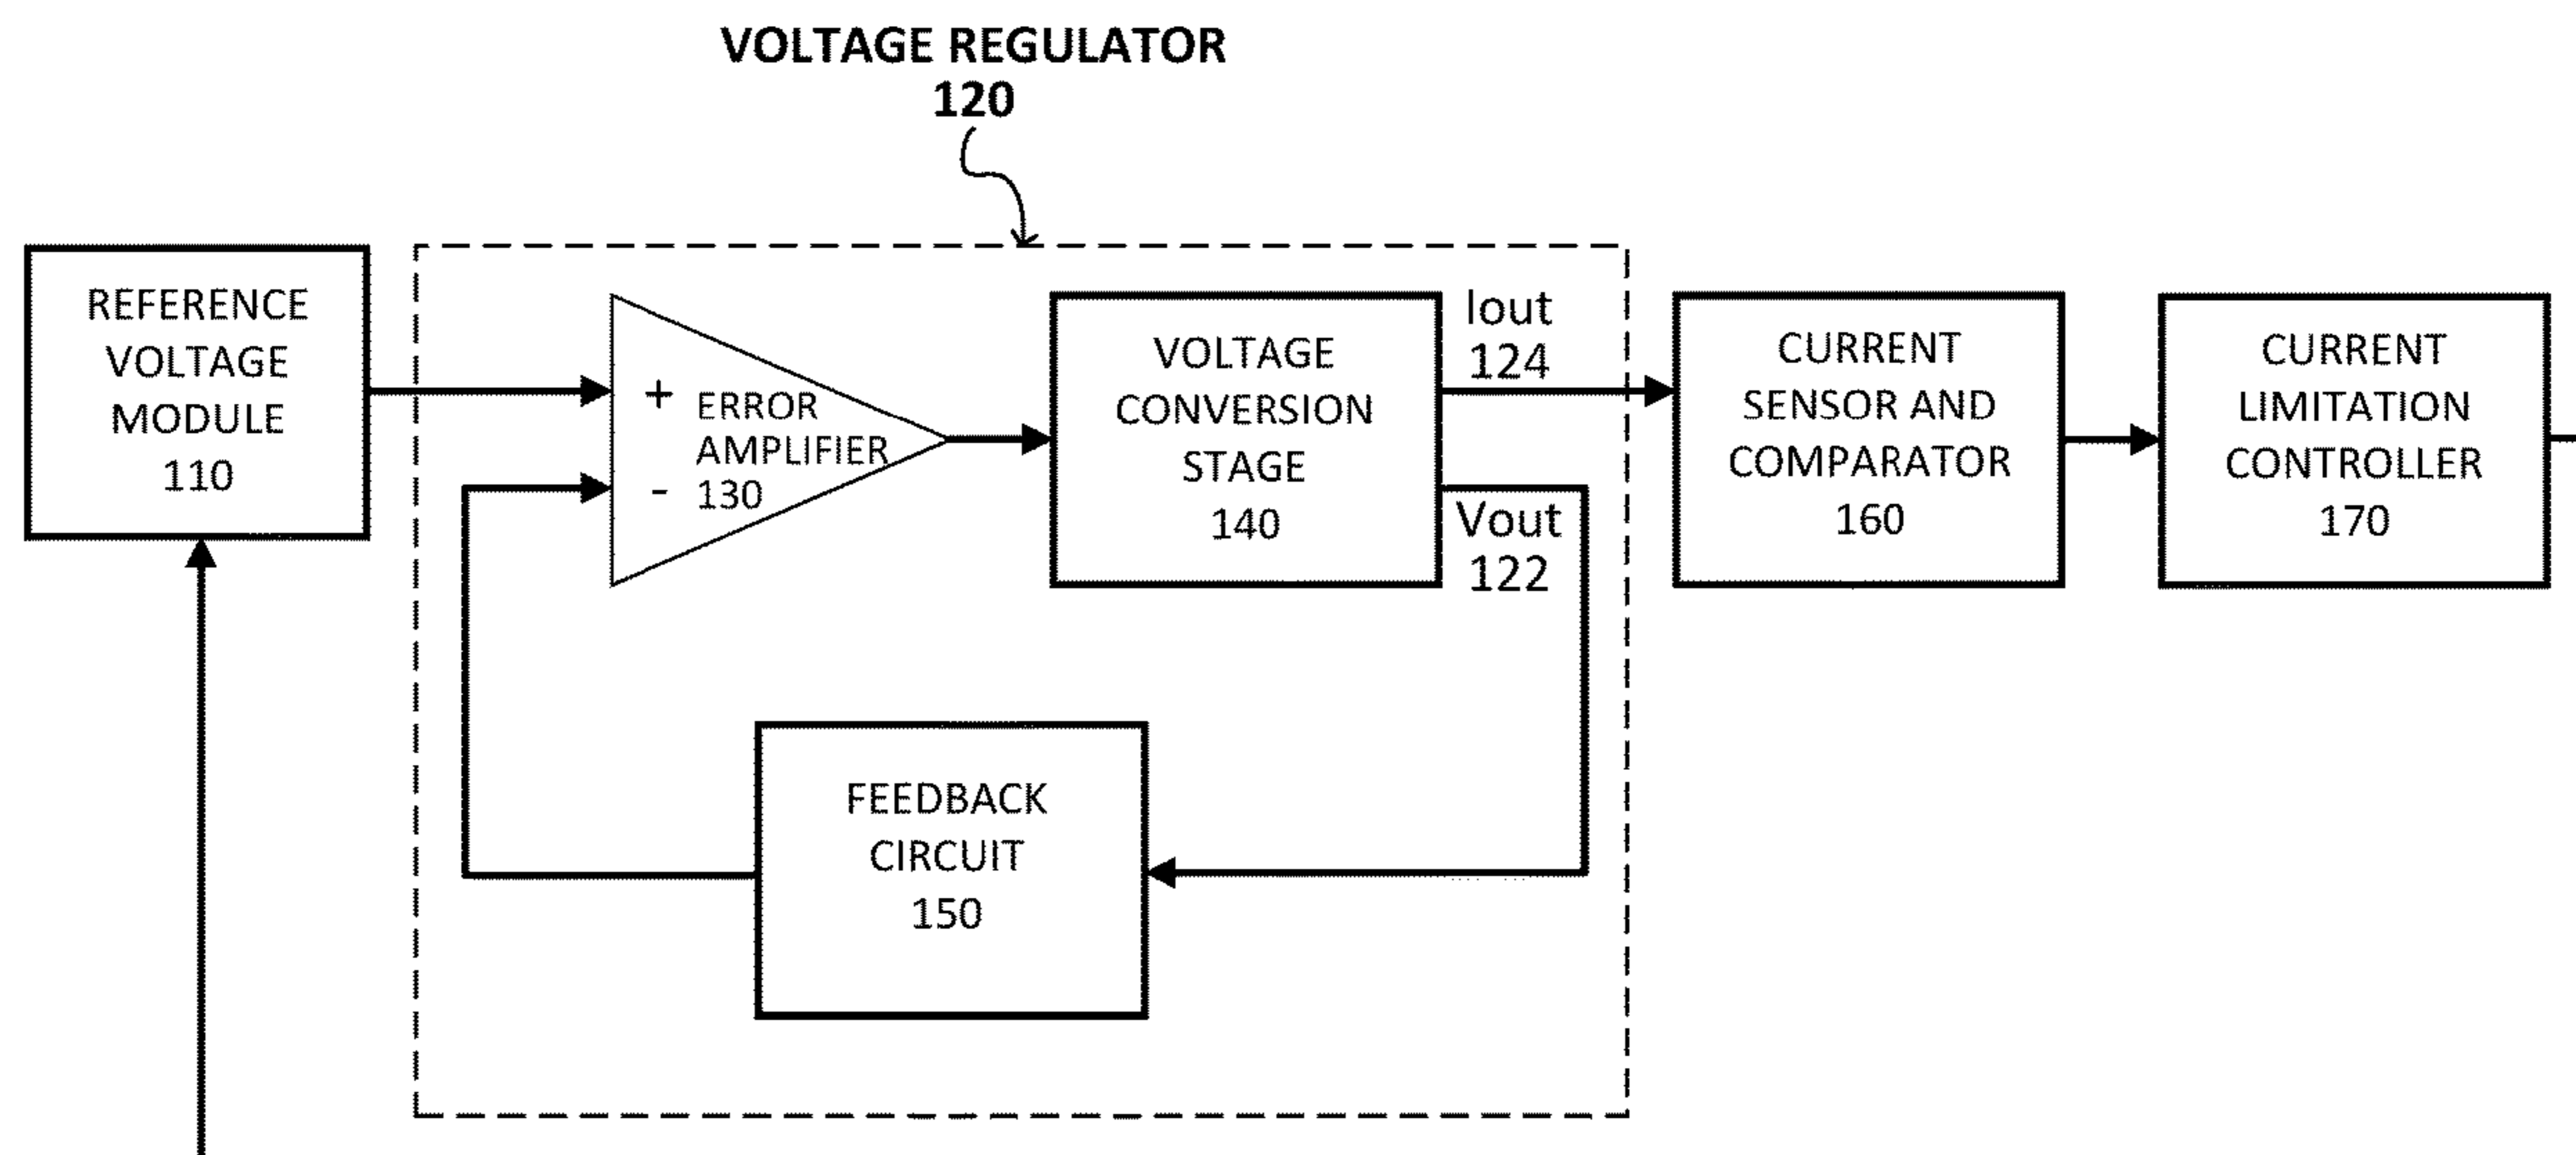 VOLTAGE REGULATOR
120
REFERENCE
VOLTAGE
MODULE
110
+
-
ERROR
AMPLIFIER
130
VOLTAGE
CONVERSION
STAGE
140
Iout
124
Vout
122
CURRENT
SENSOR AND
COMPARATOR
160
CURRENT
LIMITATION
CONTROLLER
170
FEEDBACK
CIRCUIT
150